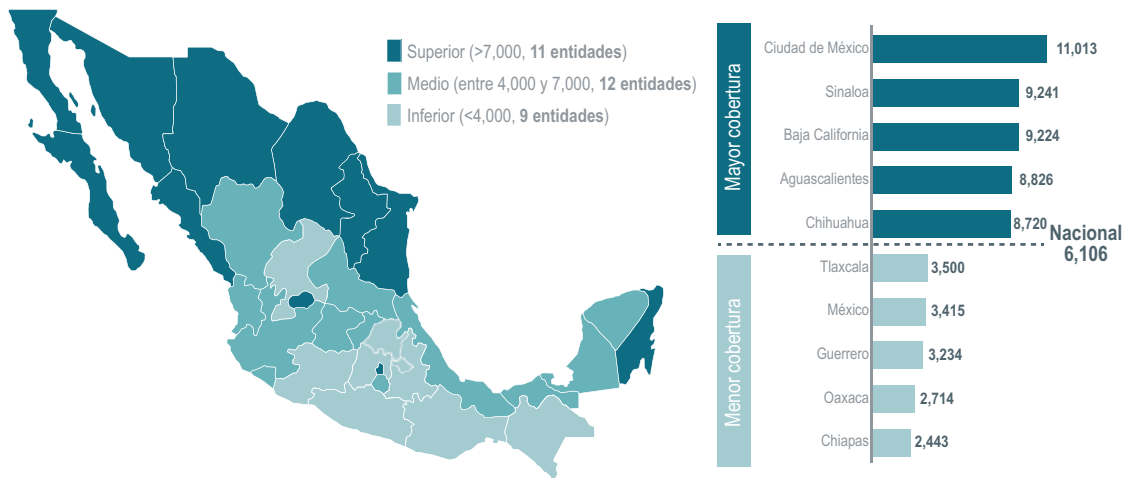 Superior (>7,000, 11 entidades)
Medio (entre 4,000 y 7,000, 12 entidades)
Inferior (<4,000, 9 entidades)
Mayor cobertura
Ciudad de México 11,013
Sinaloa 9,241
Baja California 9,224
Aguascalientes 8,826
Chihuahua 8,720
Nacional
6,106
Menor cobertura
Tlaxcala 3,500
México 3,415
Guerrero 3,234
Oaxaca 2,714
Chiapas 2,443